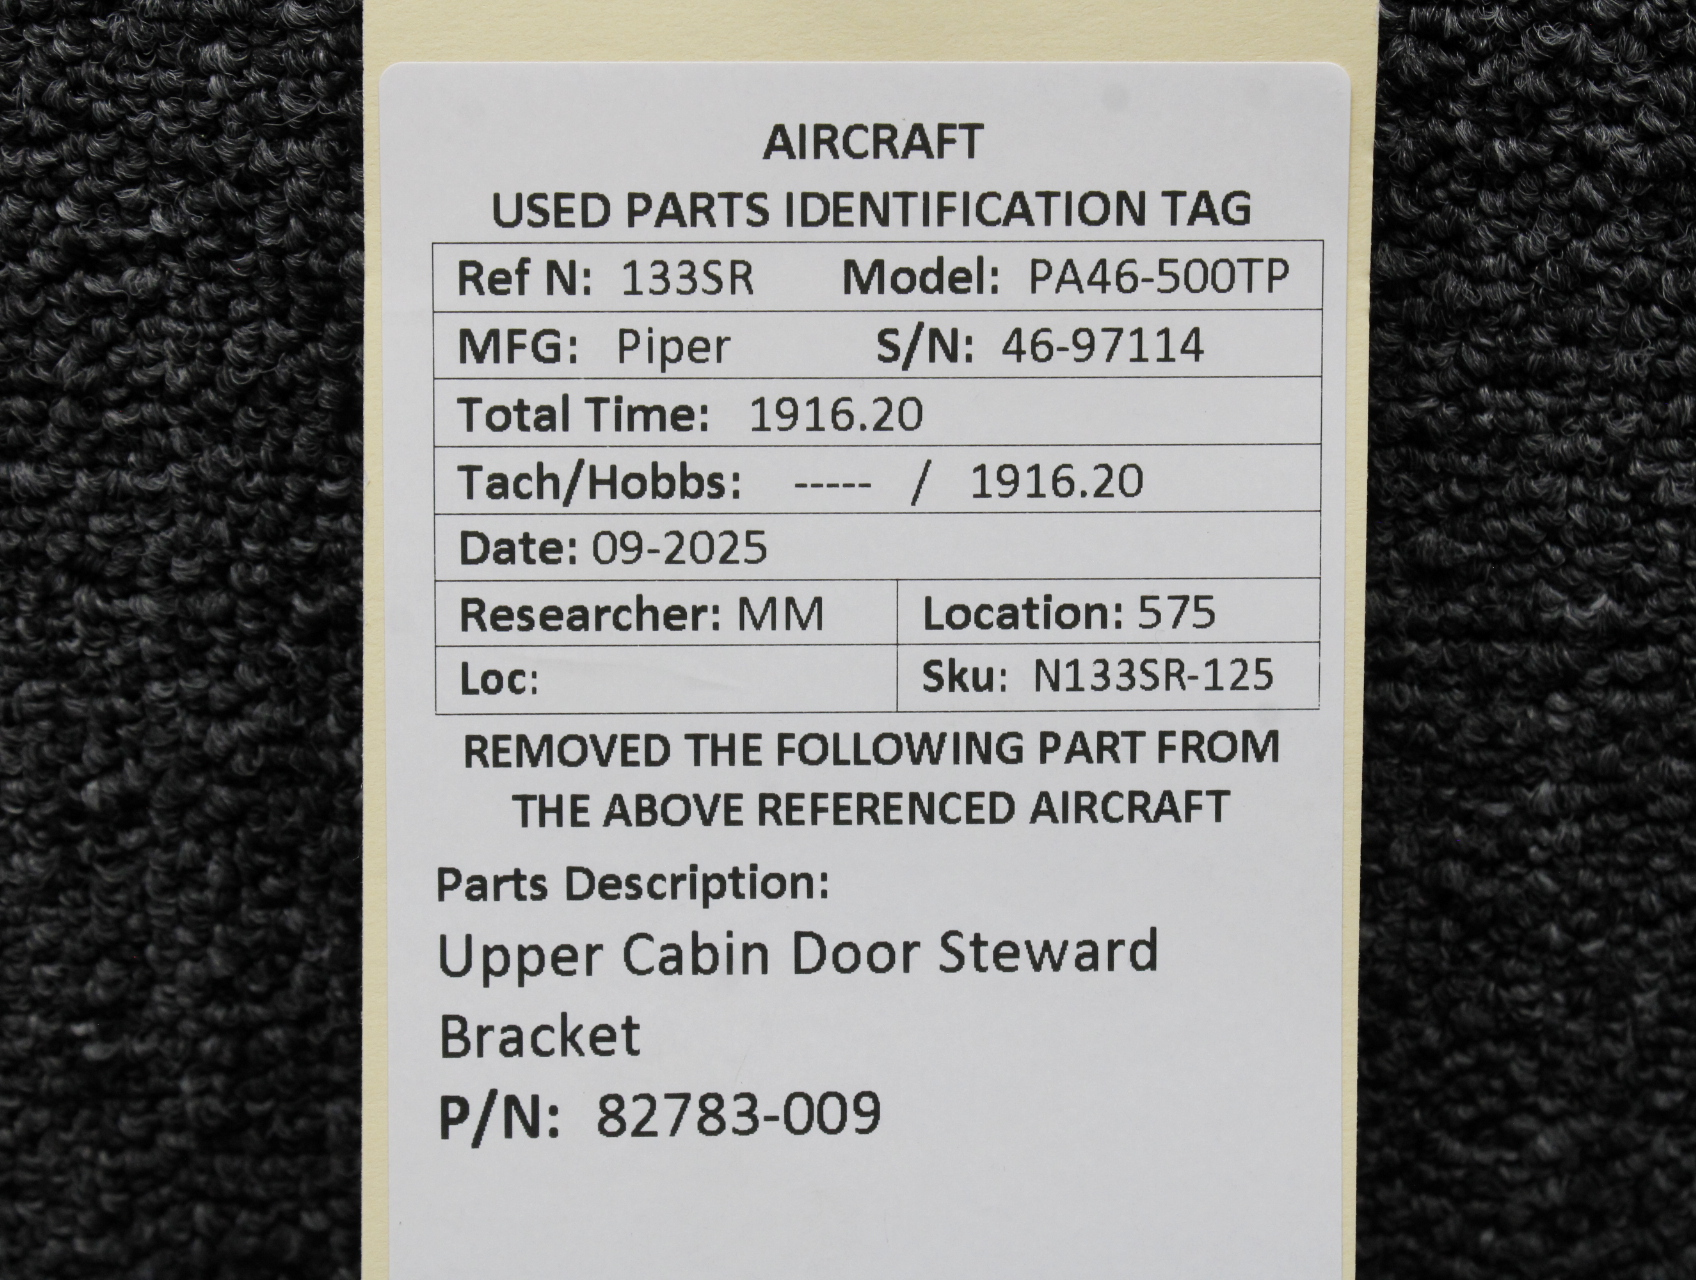 AIRCRAFT
USED PARTS IDENTIFICATION TAG
Ref N: 133SR Model: PA46-500TP
MFG: Piper S/N: 46-97114
Total Time: 1916.20
Tach/Hobbs: ----- / 1916.20
Date: 09-2025
Researcher: MM Location: 575
Loc: Sku: N133SR-125
REMOVED THE FOLLOWING PART FROM
THE ABOVE REFERENCED AIRCRAFT
Parts Description:
Upper Cabin Door Steward
Bracket
P/N: 82783-009